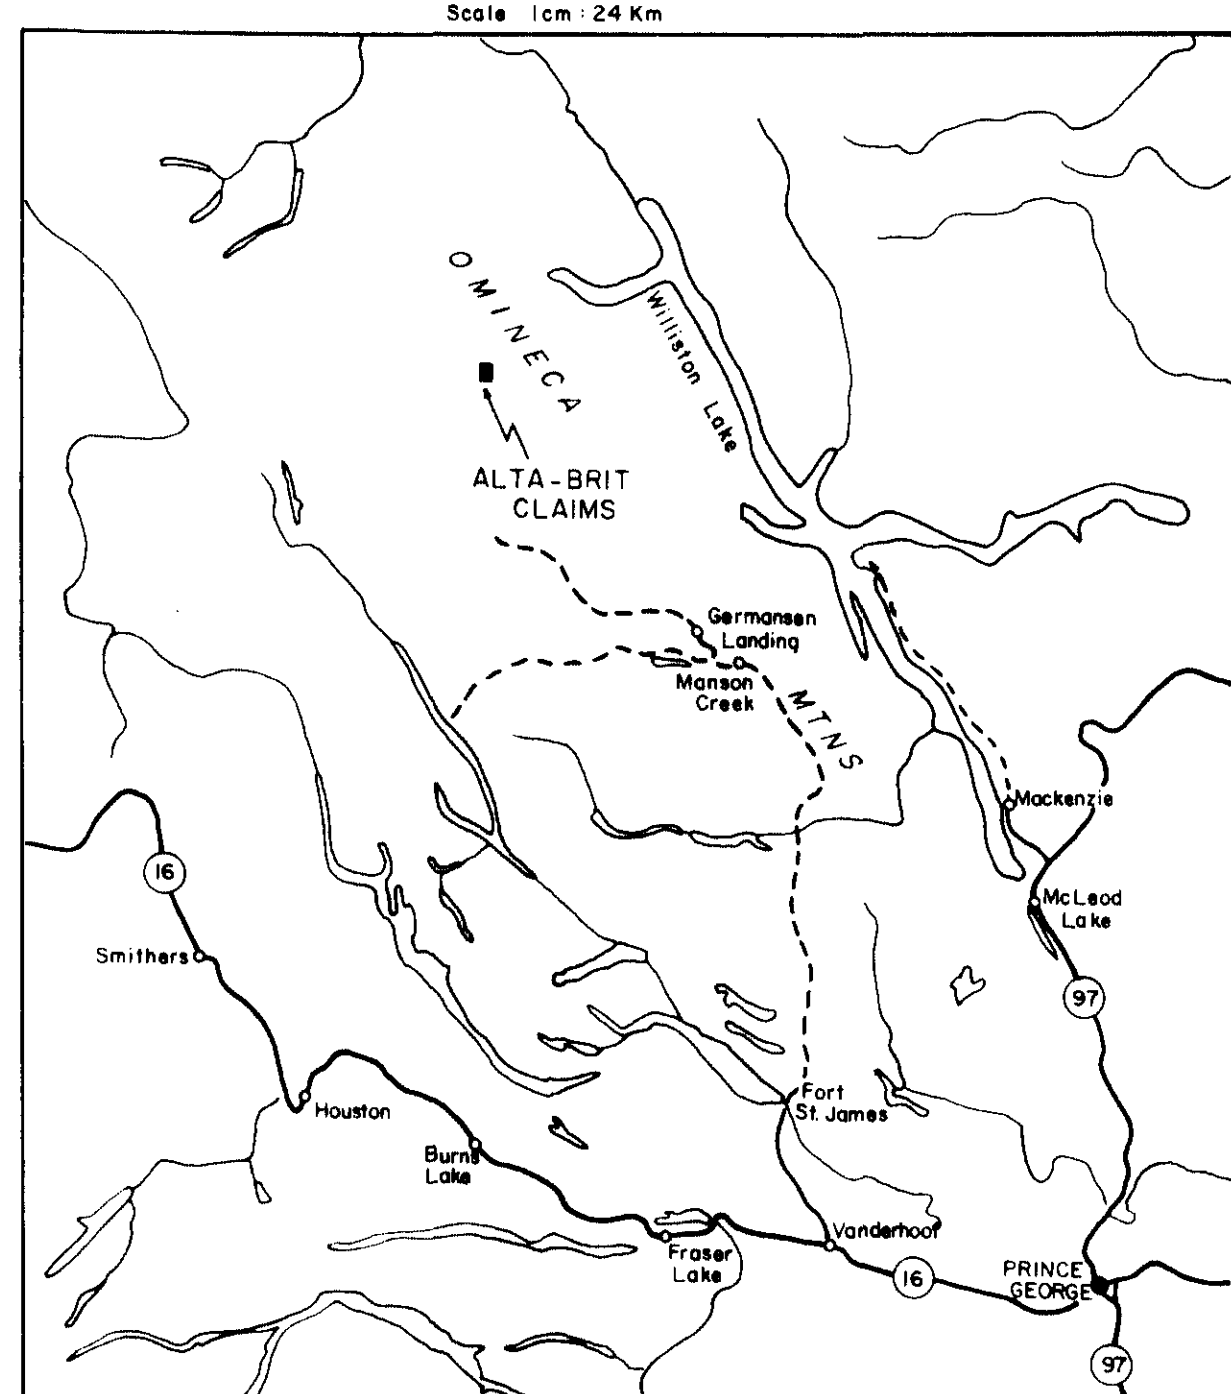 Scale 1cm : 24 Km
OMINECA
Williston Lake
ALTA-BRIT
CLAIMS
Germansen
Landing
Manson
Creek
MTNS
Mackenzie
16
McLeod
Lake
Smithers
97
Fort
St. James
Houston
Burns
Lake
Vanderhoof
Fraser
Lake
PRINCE
GEORGE
16
97